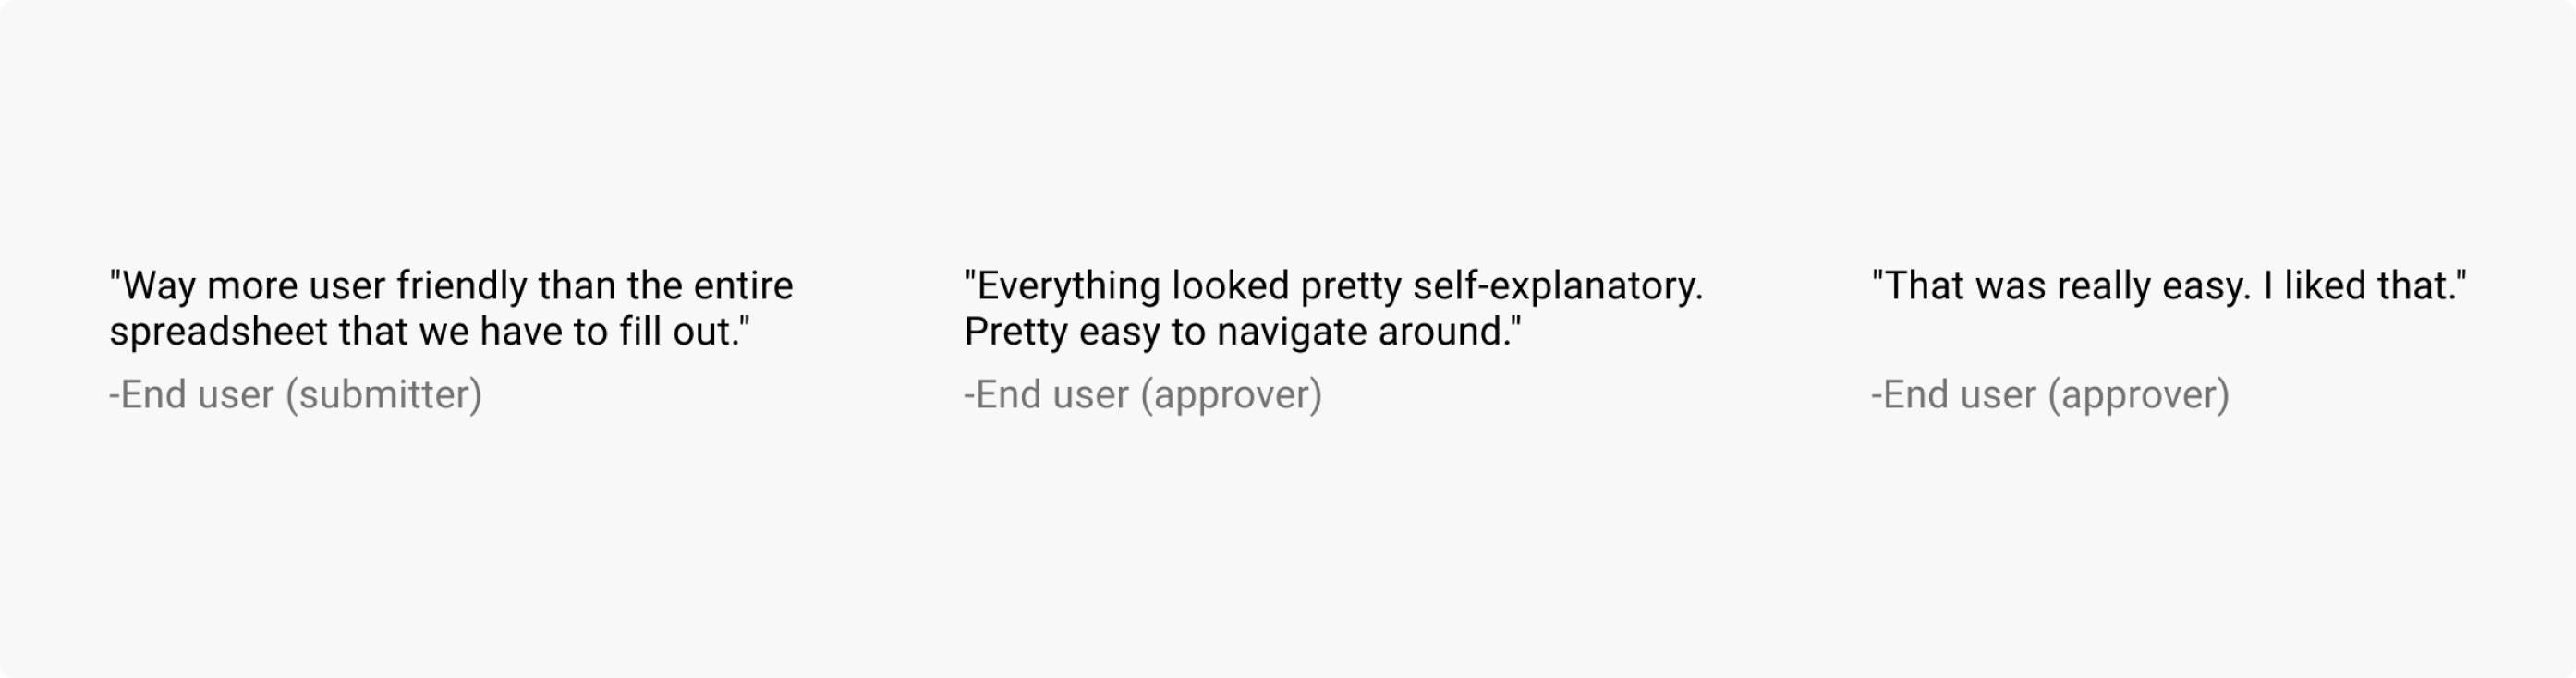 "Way more user friendly than the entire
spreadsheet that we have to fill out."
-End user (submitter)
"Everything looked pretty self-explanatory.
Pretty easy to navigate around."
-End user (approver)
"That was really easy. I liked that."
-End user (approver)